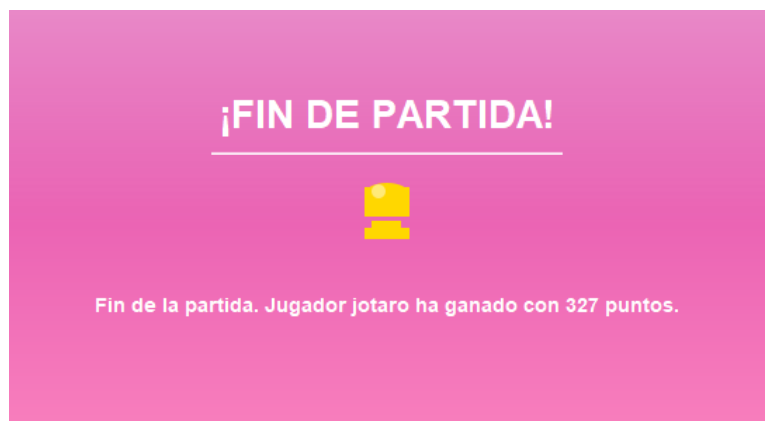 ¡FIN DE PARTIDA!
Fin de la partida. Jugador jotaro ha ganado con 327 puntos.